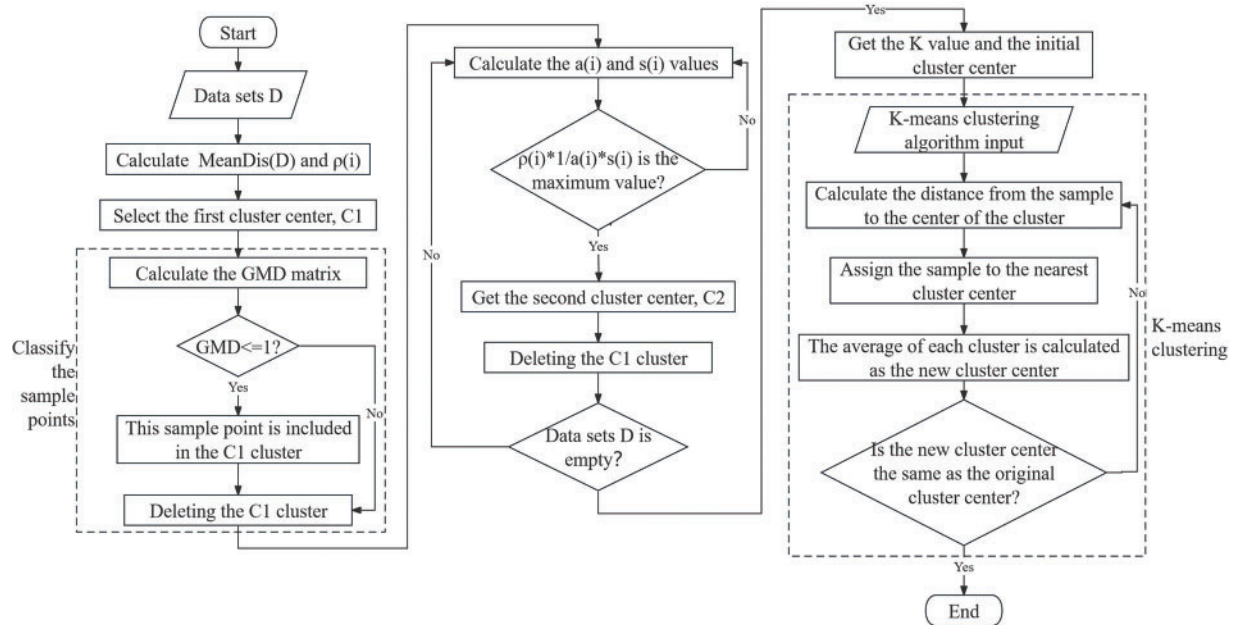 Start
Data sets D
Calculate MeanDis(D) and ρ(i)
Select the first cluster center, C1
Calculate the GMD matrix
GMD<=1?
Yes
No
This sample point is included
in the C1 cluster
Deleting the C1 cluster
Classify
the
sample
points
Calculate the a(i) and s(i) values
No
ρ(i)*1/a(i)*s(i) is the
maximum value?
Yes
No
Get the second cluster center, C2
Deleting the C1 cluster
Data sets D is
empty?
Yes
Get the K value and the initial
cluster center
K-means clustering
algorithm input
Calculate the distance from the sample
to the center of the cluster
Assign the sample to the nearest
cluster center
No
The average of each cluster is calculated
as the new cluster center
Is the new cluster center
the same as the original
cluster center?
K-means
clustering
Yes
End